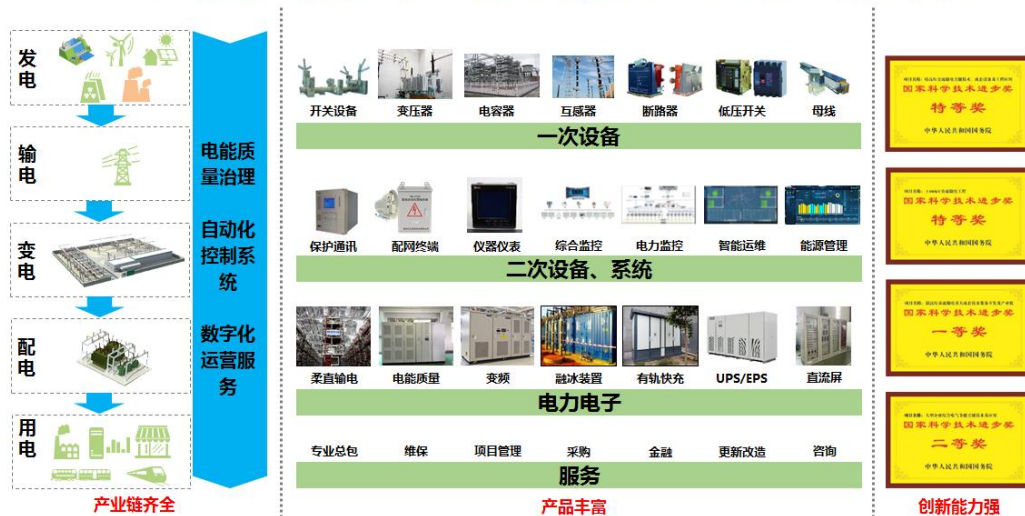 发电
输电
变电
配电
用电
电能质量治理
自动化控制系统
数字化运营服务
产业链齐全
开关设备 变压器 电容器 互感器 断路器 低压开关 母线
一次设备
保护通讯 配网终端 仪器仪表 综合监控 电力监控 智能运维 能源管理
二次设备、系统
柔直输电 电能质量 变频 融冰装置 有轨快充 UPS/EPS 直流屏
电力电子
专业总包 维保 项目管理 采购 金融 更新改造 咨询
服务
产品丰富
国家科学技术进步奖
特等奖
中华人民共和国国务院
国家科学技术进步奖
特等奖
中华人民共和国国务院
国家科学技术进步奖
一等奖
中华人民共和国国务院
国家科学技术进步奖
二等奖
中华人民共和国国务院
创新能力强